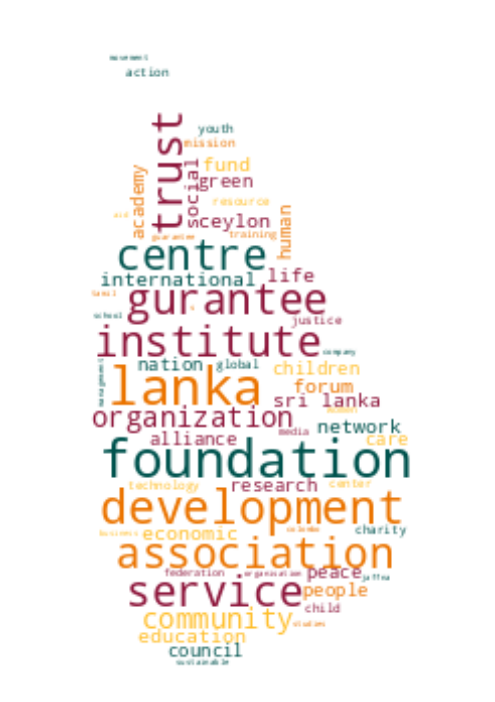 movement
action
trust
youth
mission
social
fund
academy
green
resource
aid
ceylon
human
training
guarantee
centre
international
life
tamil
gurantee
school
justice
institute
company
nation
global
children
management
lanka
forum
sri lanka
women
organization
network
media
alliance
care
foundation
technology
research
center
development
business
economic
colombo
charity
association
federation
organisation
peace
jaffna
service
people
child
community
studies
education
council
sustainable